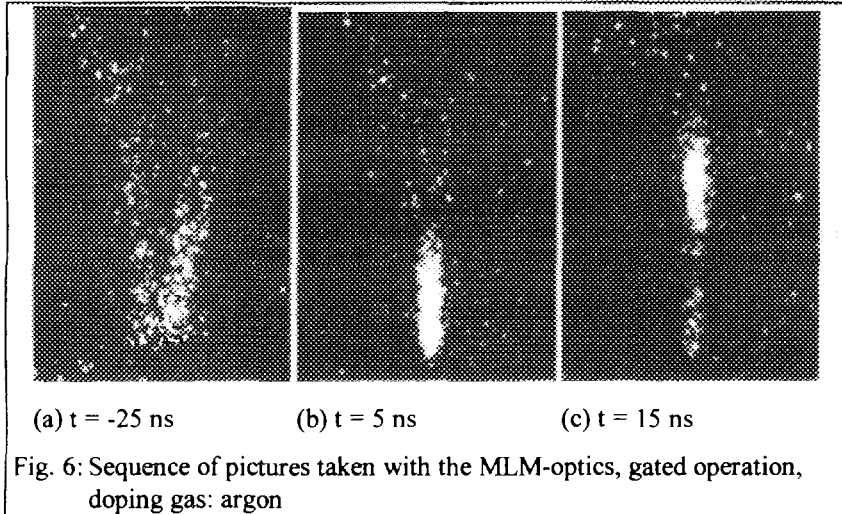 (a) t = -25 ns (b) t = 5 ns (c) t = 15 ns
Fig. 6: Sequence of pictures taken with the MLM-optics, gated operation,
doping gas: argon